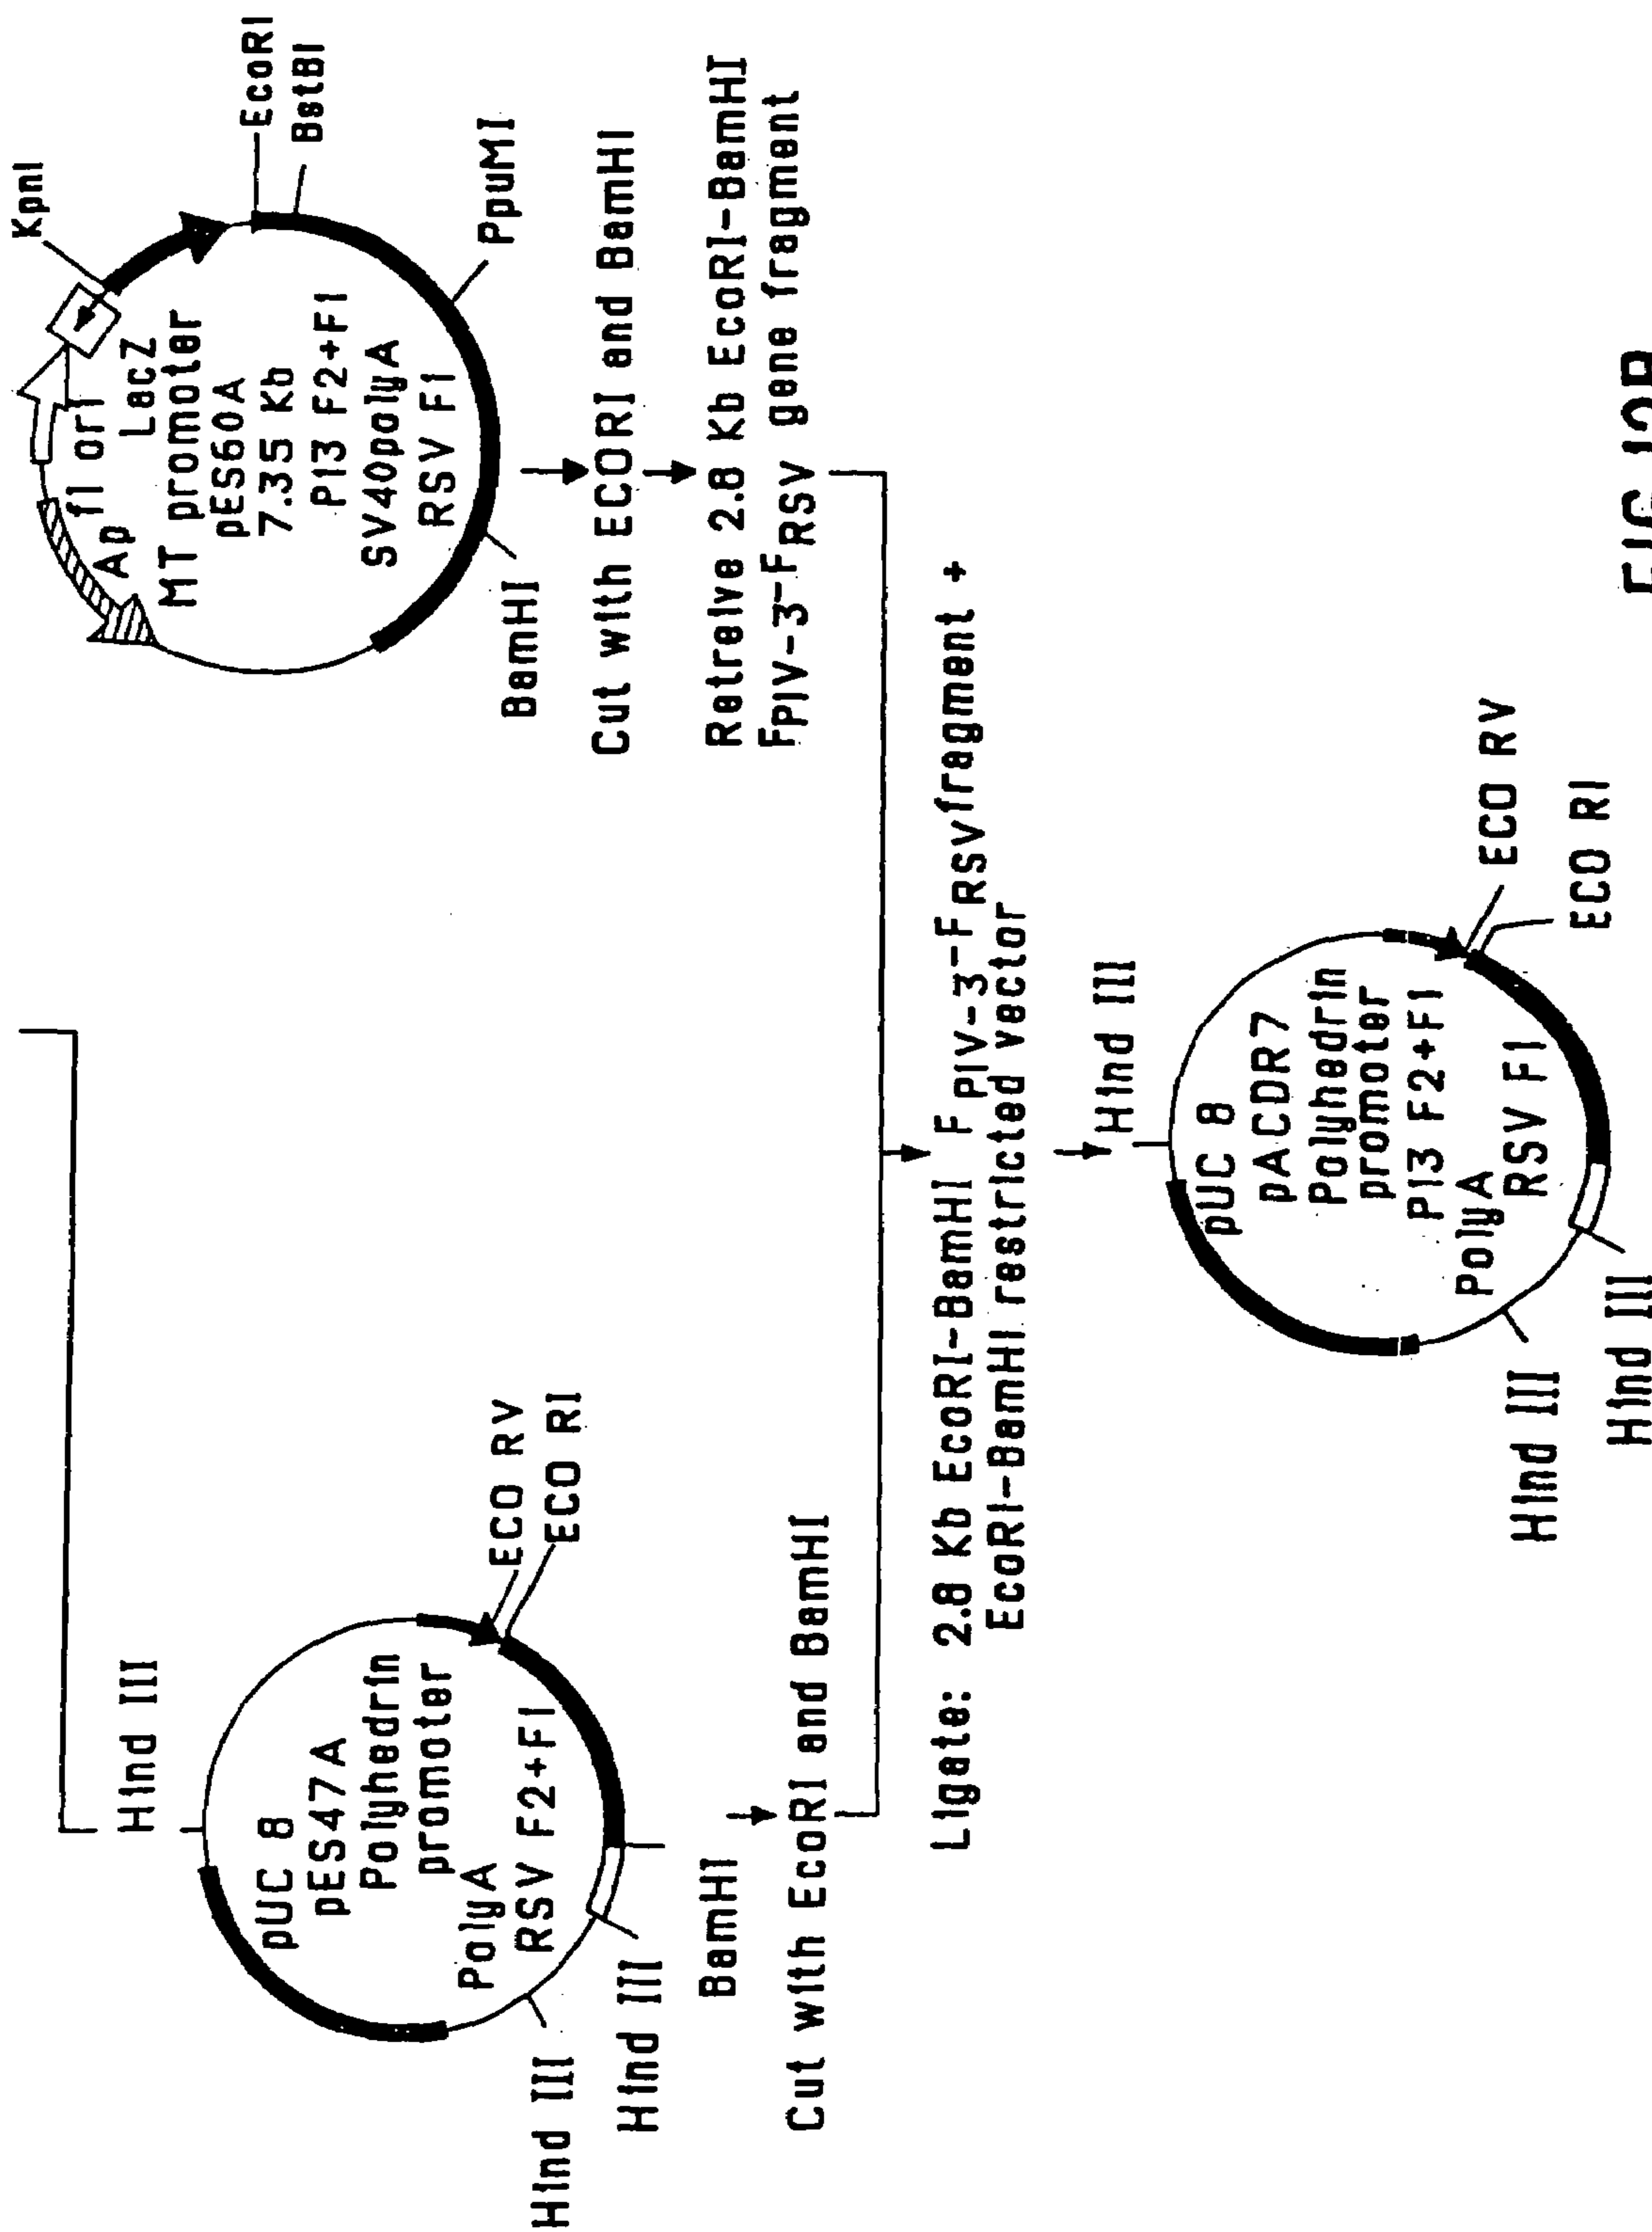 Hind III
pUC 8
pES47A
Polyhedrin
promoter
PolyA
RSV F2+F1
ECO RV
ECO RI
Hind III
Hind III
BamHI
Cut with EcoRI and BamHI
KpnI
EcoRI
BstBI
PpuMI
BamHI
Ap
f1 ori
LacZ
MT promoter
pES60A
7.35 Kb
PI3 F2+F1
SV40polyA
RSV F1
Cut with ECORI and BamHI
Retreive 2.8 Kb EcoRI-BamHI
FPIV-3-FRSV gene fragment
Ligate: 2.8 Kb EcoRI-BamHI F PIV-3-FRSV fragment +
EcoRI-BamHI restricted vector
Hind III
pUC 8
pACDR7
Polyhedrin
promoter
PI3 F2+F1
PolyA
RSV F1
ECO RV
ECO RI
Hind III
Hind III